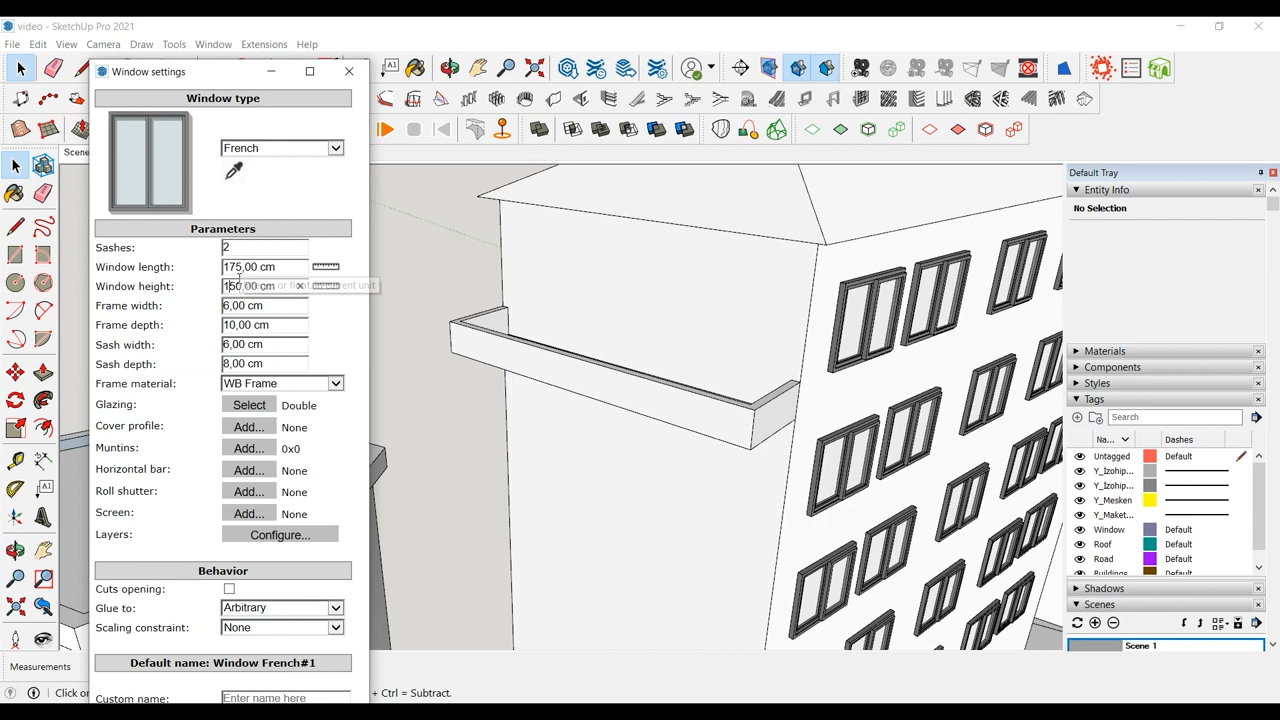 video - SketchUp Pro 2021
File Edit View Camera Draw Tools Window Extensions Help
Window settings
Window type
French
Parameters
Sashes: 2
Window length: 175,00 cm
Window height: 150,00 cm
Frame width: 6,00 cm
Frame depth: 10,00 cm
Sash width: 6,00 cm
Sash depth: 8,00 cm
Frame material: WB Frame
Glazing: Select Double
Cover profile: Add... None
Muntins: Add... 0x0
Horizontal bar: Add... None
Roll shutter: Add... None
Screen: Add... None
Layers: Configure...
Behavior
Cuts opening:
Glue to: Arbitrary
Scaling constraint: None
Default name: Window French#1
Custom name: Enter name here
Scene
Measurements
Click or
+ Ctrl = Subtract.
Default Tray
Entity Info
No Selection
Materials
Components
Styles
Tags
Search
Na... Dashes
Untagged Default
Y_İzohip...
Y_İzohip...
Y_Mesken
Y_Maket...
Window Default
Roof Default
Road Default
Buildings Default
Shadows
Scenes
Scene 1